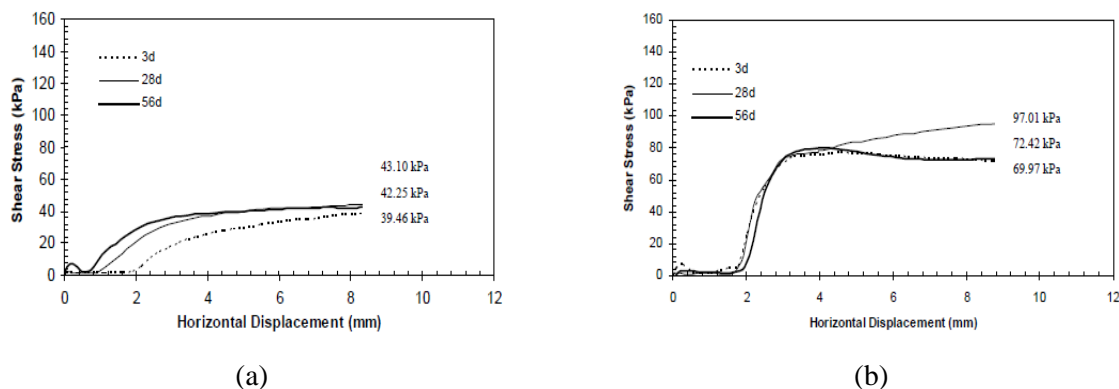 160
140
120
100
80
60
40
20
0
Shear Stress (kPa)
3d
28d
56d
43.10 kPa
42.25 kPa
39.46 kPa
0 2 4 6 8 10 12
Horizontal Displacement (mm)
(a)
160
140
120
100
80
60
40
20
0
Shear Stress (kPa)
3d
28d
56d
97.01 kPa
72.42 kPa
69.97 kPa
0 2 4 6 8 10 12
Horizontal Displacement (mm)
(b)